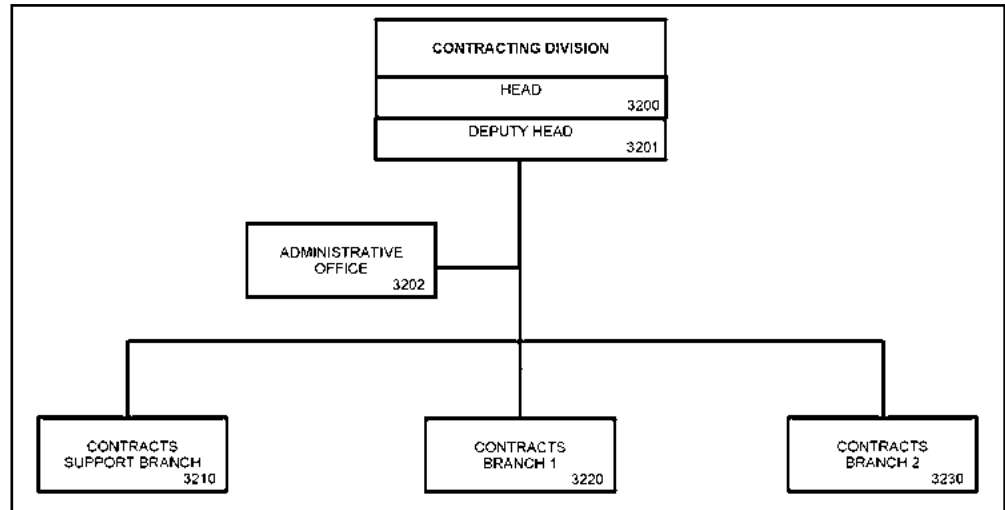 CONTRACTING DIVISION
HEAD
3200
DEPUTY HEAD
3201
ADMINISTRATIVE
OFFICE
3202
CONTRACTS
SUPPORT BRANCH
3210
CONTRACTS
BRANCH 1
3220
CONTRACTS
BRANCH 2
3230